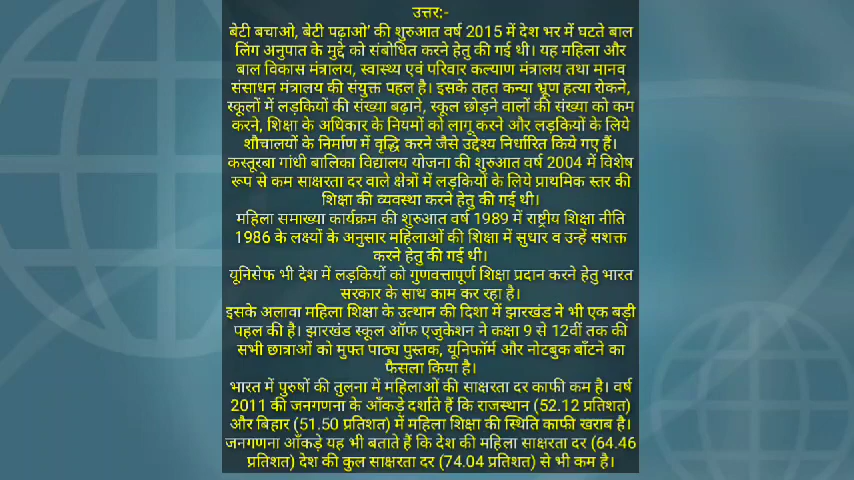 उत्तर:-
बेटी बचाओ, बेटी पढ़ाओ' की शुरुआत वर्ष 2015 में देश भर में घटते बाल
लिंग अनुपात के मुद्दे को संबोधित करने हेतु की गई थी। यह महिला और
बाल विकास मंत्रालय, स्वास्थ्य एवं परिवार कल्याण मंत्रालय तथा मानव
संसाधन मंत्रालय की संयुक्त पहल है। इसके तहत कन्या भ्रूण हत्या रोकने,
स्कूलों में लड़कियों की संख्या बढ़ाने, स्कूल छोड़ने वालों की संख्या को कम
करने, शिक्षा के अधिकार के नियमों को लागू करने और लड़कियों के लिये
शौचालयों के निर्माण में वृद्धि करने जैसे उद्देश्य निर्धारित किये गए हैं।
कस्तूरबा गांधी बालिका विद्यालय योजना की शुरुआत वर्ष 2004 में विशेष
रूप से कम साक्षरता दर वाले क्षेत्रों में लड़कियों के लिये प्राथमिक स्तर की
शिक्षा की व्यवस्था करने हेतु की गई थी।
महिला समाख्या कार्यक्रम की शुरुआत वर्ष 1989 में राष्ट्रीय शिक्षा नीति
1986 के लक्ष्यों के अनुसार महिलाओं की शिक्षा में सुधार व उन्हें सशक्त
करने हेतु की गई थी।
यूनिसेफ भी देश में लड़कियों को गुणवत्तापूर्ण शिक्षा प्रदान करने हेतु भारत
सरकार के साथ काम कर रहा है।
इसके अलावा महिला शिक्षा के उत्थान की दिशा में झारखंड ने भी एक बड़ी
पहल की है। झारखंड स्कूल ऑफ एजुकेशन ने कक्षा 9 से 12वीं तक की
सभी छात्राओं को मुफ्त पाठ्य पुस्तक, यूनिफॉर्म और नोटबुक बाँटने का
फैसला किया है।
भारत में पुरुषों की तुलना में महिलाओं की साक्षरता दर काफी कम है। वर्ष
2011 की जनगणना के आँकड़े दर्शाते हैं कि राजस्थान (52.12 प्रतिशत)
और बिहार (51.50 प्रतिशत) में महिला शिक्षा की स्थिति काफी खराब है।
जनगणना आँकड़े यह भी बताते हैं कि देश की महिला साक्षरता दर (64.46
प्रतिशत) देश की कुल साक्षरता दर (74.04 प्रतिशत) से भी कम है।